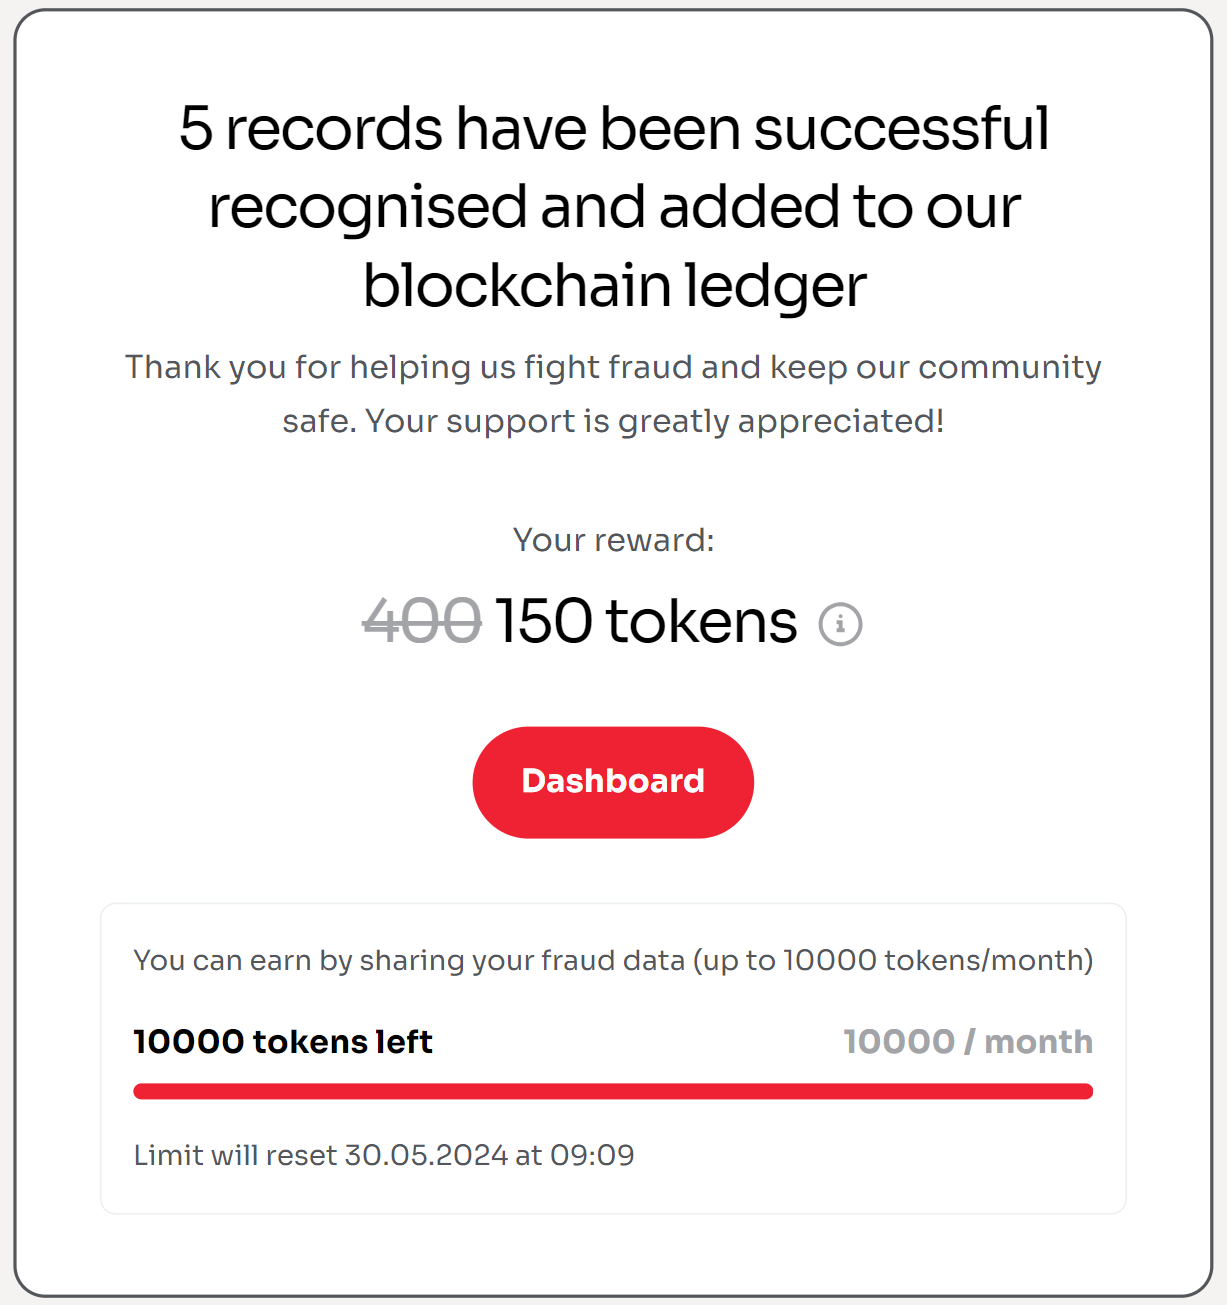 5 records have been successful
recognised and added to our
blockchain ledger
Thank you for helping us fight fraud and keep our community
safe. Your support is greatly appreciated!
Your reward:
400 150 tokens
Dashboard
You can earn by sharing your fraud data (up to 10000 tokens/month)
10000 tokens left 10000 / month
Limit will reset 30.05.2024 at 09:09